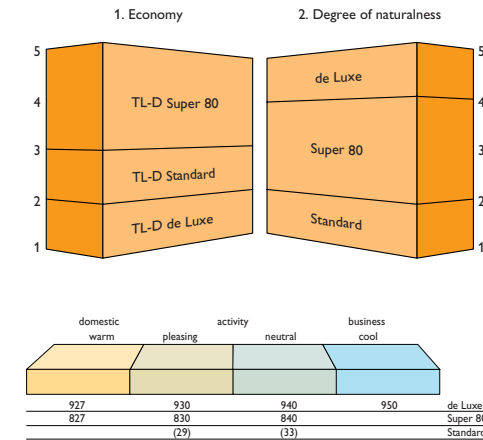 1. Economy
2. Degree of naturalness
5
4
3
2
1
TL-D Super 80
TL-D Standard
TL-D de Luxe
de Luxe
Super 80
Standard
5
4
3
2
1
domestic activity business
warm pleasing neutral cool
927 930 940 950 de Luxe
827 830 840 Super 80
(29) (33) Standard